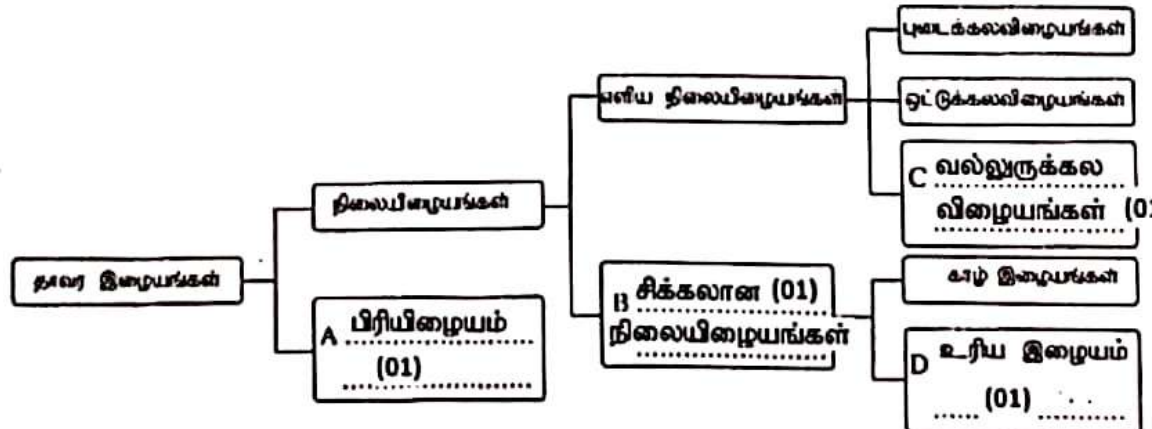 புடைக்கலவிழையங்கள்
எளிய நிலையிழையங்கள்
ஒட்டுக்கலவிழையங்கள்
C வல்லுருக்கல
விழையங்கள் (01
நிலையிழையங்கள்
தாவர இழையங்கள்
A பிரியிழையம்
(01)
B சிக்கலான (01)
நிலையிழையங்கள்
காழ் இழையங்கள்
D உரிய இழையம்
(01)